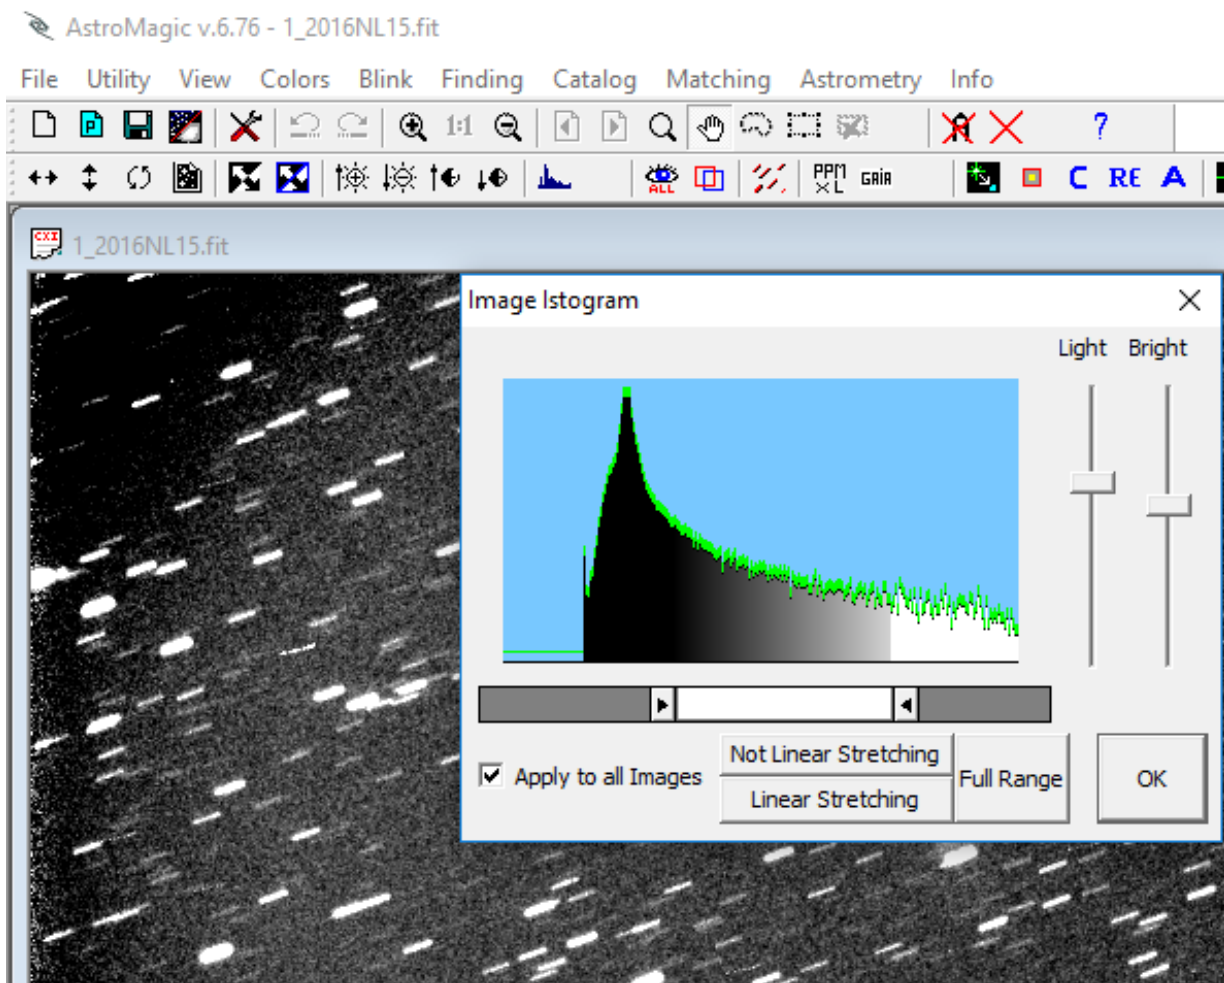 AstroMagic v.6.76 - 1_2016NL15.fit
File Utility View Colors Blink Finding Catalog Matching Astrometry Info
P 1:1 ?
ALL PPM XL GAIA C RE A
CXI 1_2016NL15.fit
Image Istogram
Light Bright
Not Linear Stretching
Apply to all Images Full Range OK
Linear Stretching